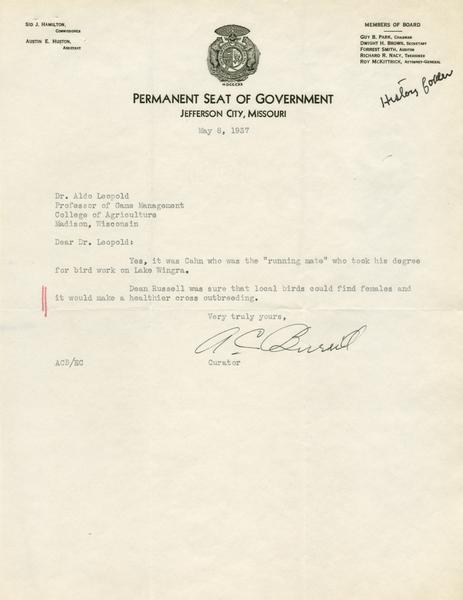 Sid J. Hamilton,
Commissioner
Austin E. Huston,
Assistant
Members of Board
Guy B. Park, Chairman
Dwight H. Brown, Secretary
Forrest Smith, Auditor
Richard R. Nacy, Treasurer
Roy McKittrick, Attorney-General
MDCCCXX
History folder
Permanent Seat of Government
Jefferson City, Missouri
May 8, 1937
Dr. Aldo Leopold
Professor of Game Management
College of Agriculture
Madison, Wisconsin
Dear Dr. Leopold:
Yes, it was Cahn who was the "running mate" who took his degree
for bird work on Lake Wingra.
Dean Russell was sure that local birds could find females and
it would make a healthier cross outbreeding.
Very truly yours,
A C Burrill
ACB/EC
Curator